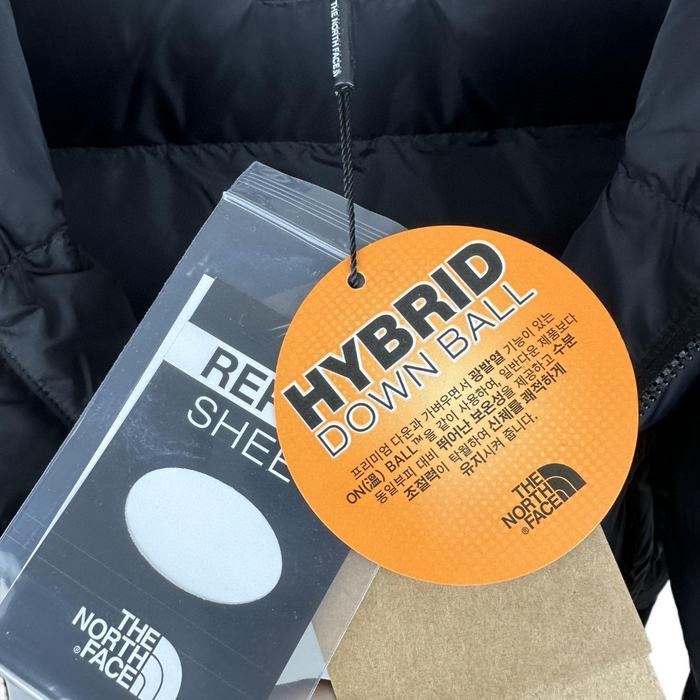 THE NORTH FACE
HYBRID
DOWN BALL
프리미엄 다운과 가벼우면서 광발열 기능이 있는
ON(溫) BALL™을 같이 사용하여, 일반다운 제품보다
동일부피 대비 뛰어난 보온성을 제공하고 수분
조절력이 탁월하여 신체를 쾌적하게
유지시켜 줍니다.
THE
NORTH
FACE®
SHEE
THE
NORTH
FACE®